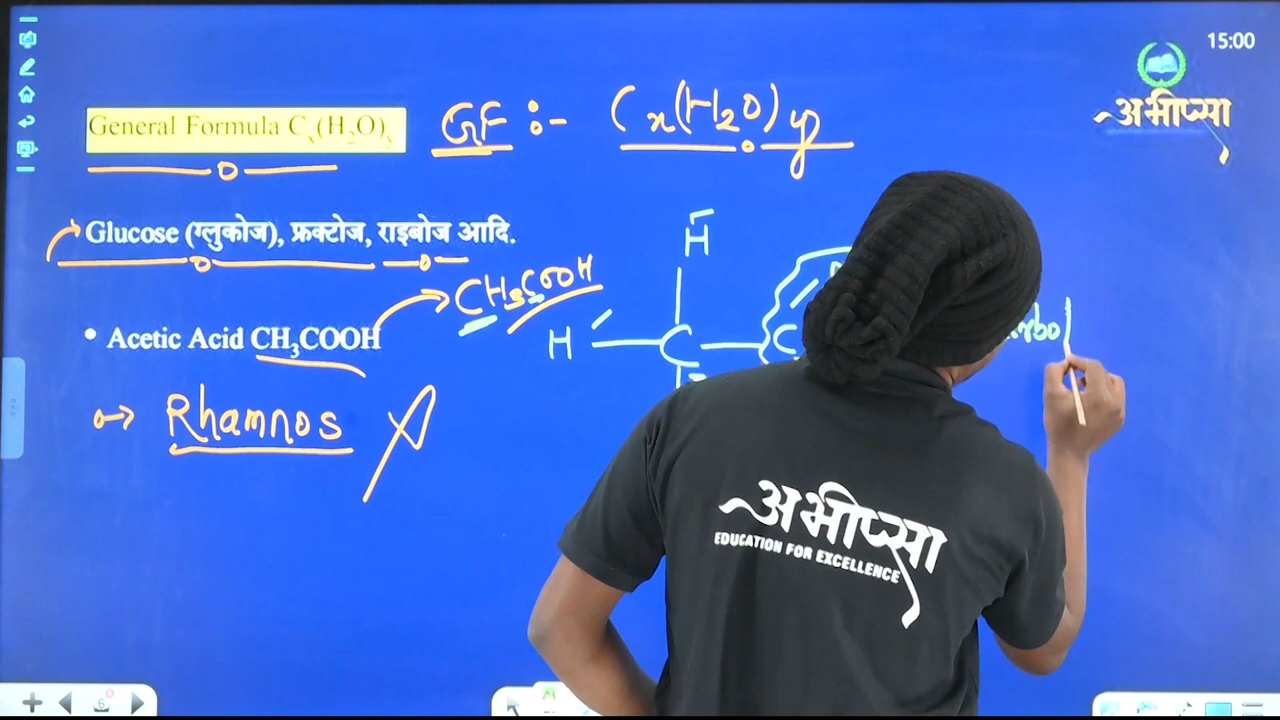 15:00
अभीप्सा
General Formula Cₓ(H₂O)ₓ
GF :- Cx(H₂O)y
Glucose (ग्लुकोज), फ्रक्टोज, राइबोज आदि.
CH₃COOH
• Acetic Acid CH₃COOH
Rhamnos
H
H C C
अभीप्सा
EDUCATION FOR EXCELLENCE
6